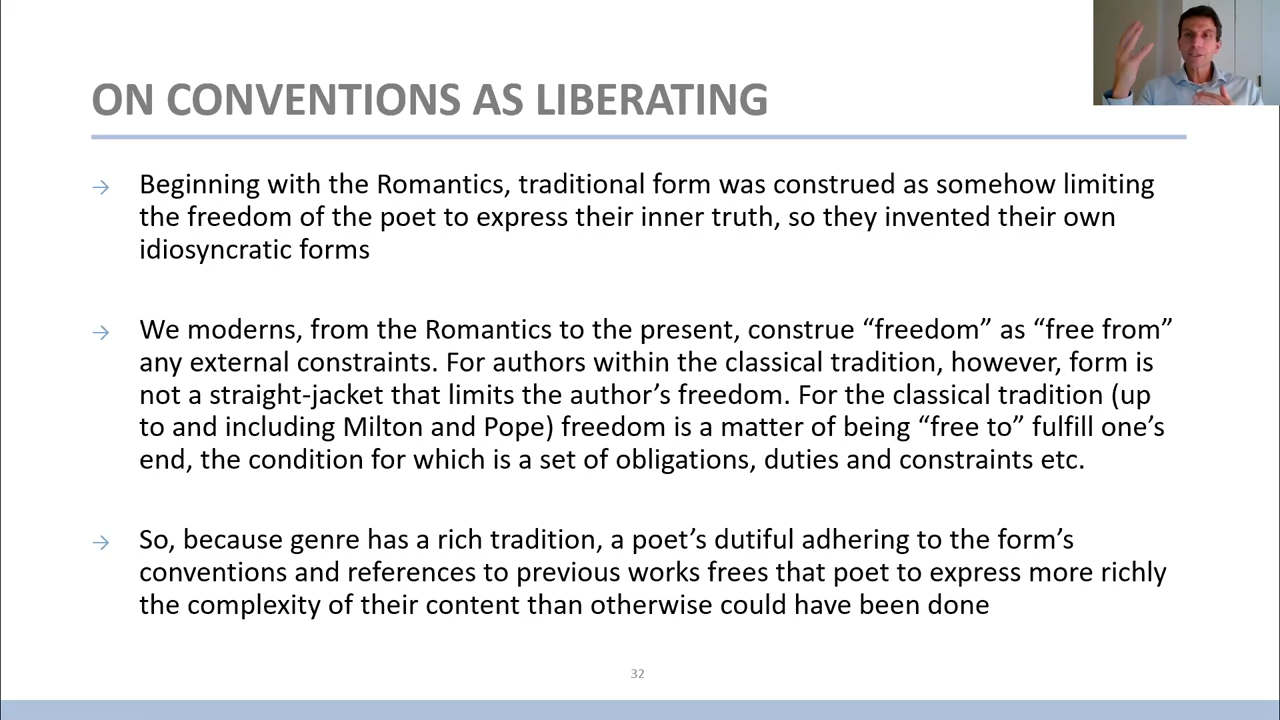 ON CONVENTIONS AS LIBERATING
→ Beginning with the Romantics, traditional form was construed as somehow limiting
the freedom of the poet to express their inner truth, so they invented their own
idiosyncratic forms
→ We moderns, from the Romantics to the present, construe “freedom” as “free from”
any external constraints. For authors within the classical tradition, however, form is
not a straight-jacket that limits the author’s freedom. For the classical tradition (up
to and including Milton and Pope) freedom is a matter of being “free to” fulfill one’s
end, the condition for which is a set of obligations, duties and constraints etc.
→ So, because genre has a rich tradition, a poet’s dutiful adhering to the form’s
conventions and references to previous works frees that poet to express more richly
the complexity of their content than otherwise could have been done
32